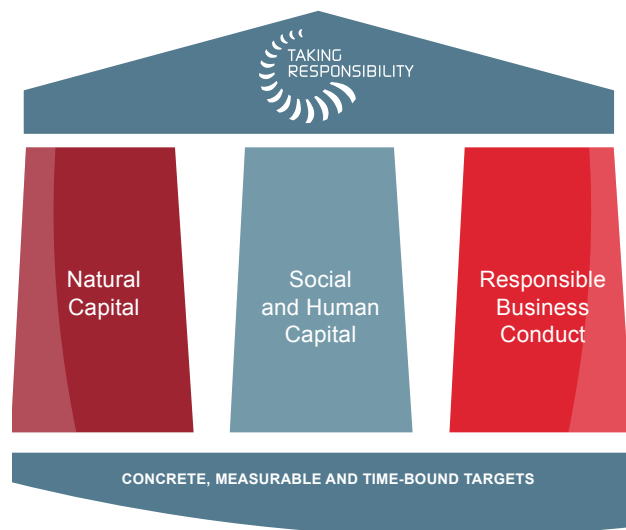 TAKING
RESPONSIBILITY
Natural
Capital
Social
and Human
Capital
Responsible
Business
Conduct
CONCRETE, MEASURABLE AND TIME-BOUND TARGETS